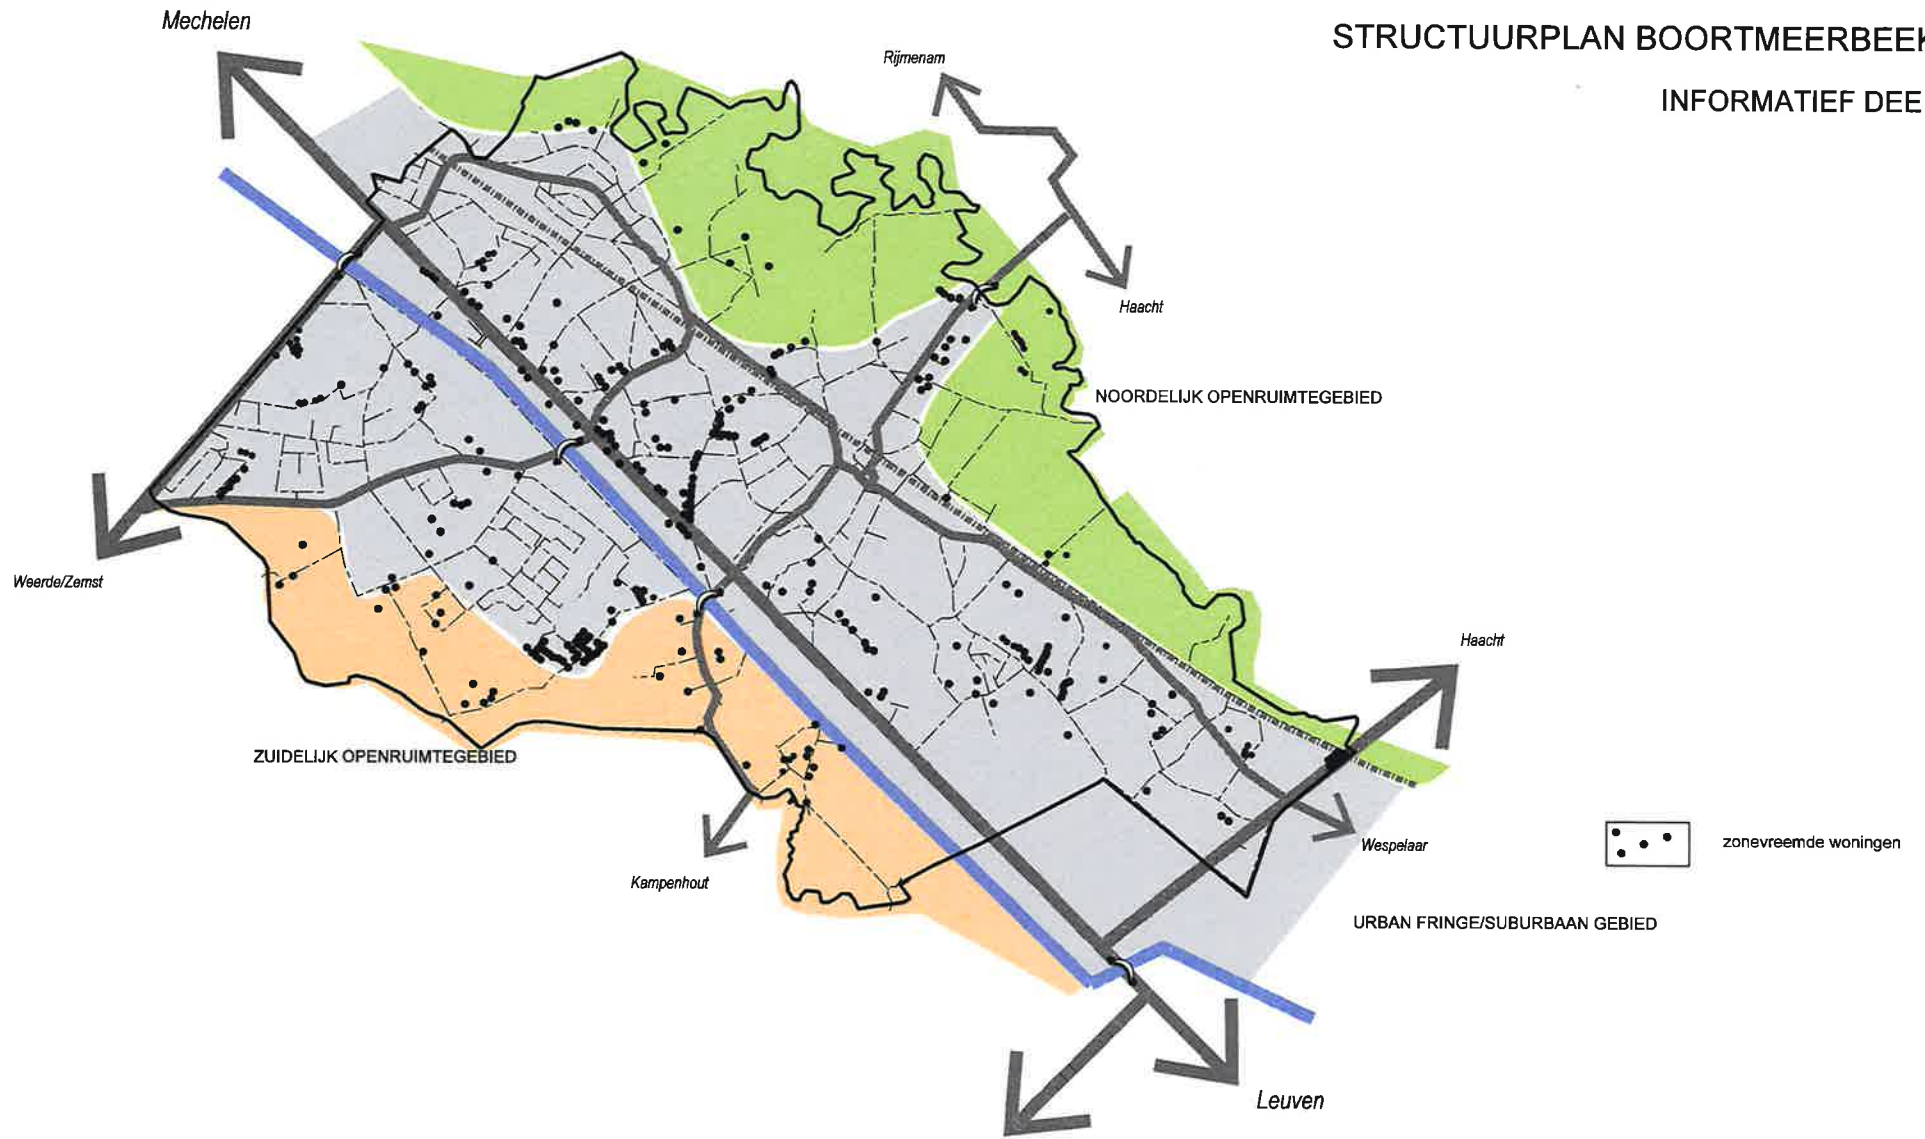 Mechelen
STRUCTUURPLAN BOORTMEERBEEK
INFORMATIEF DEE
Rijmenam
Haacht
NOORDELIJK OPENRUIMTEGEBIED
Weerde/Zemst
Haacht
ZUIDELIJK OPENRUIMTEGEBIED
Wespelaar
zonevreemde woningen
Kampenhout
URBAN FRINGE/SUBURBAAN GEBIED
Leuven